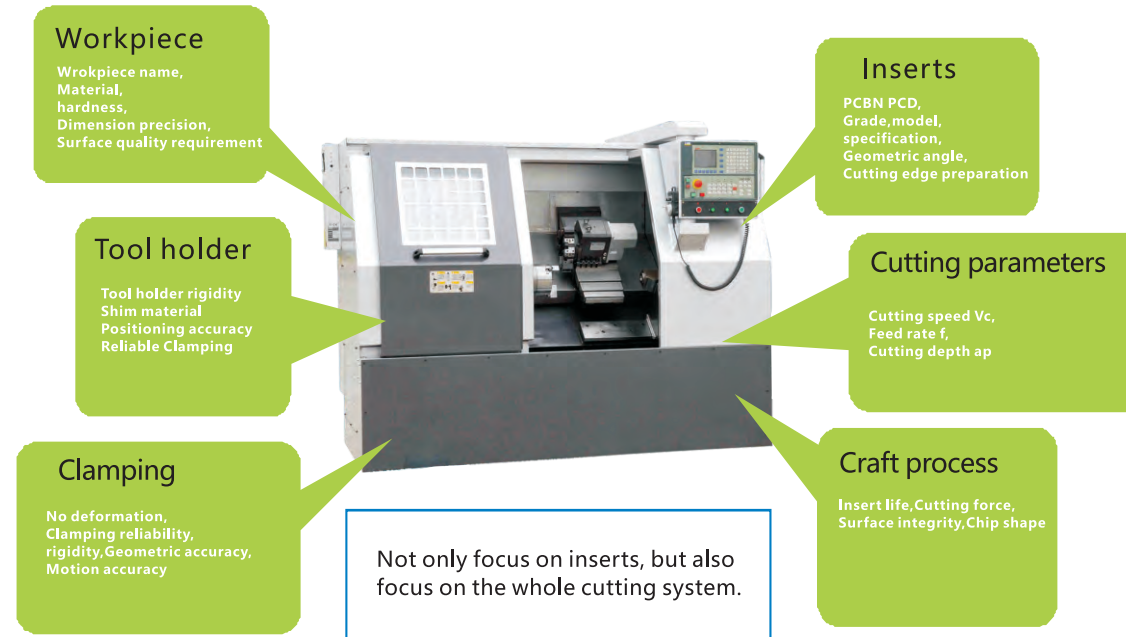 Workpiece
Wrokpiece name,
Material,
hardness,
Dimension precision,
Surface quality requirement
Tool holder
Tool holder rigidity
Shim material
Positioning accuracy
Reliable Clamping
Clamping
No deformation,
Clamping reliability,
rigidity,Geometric accuracy,
Motion accuracy
Inserts
PCBN PCD,
Grade,model,
specification,
Geometric angle,
Cutting edge preparation
Cutting parameters
Cutting speed Vc,
Feed rate f,
Cutting depth ap
Craft process
Insert life,Cutting force,
Surface integrity,Chip shape
Not only focus on inserts, but also
focus on the whole cutting system.